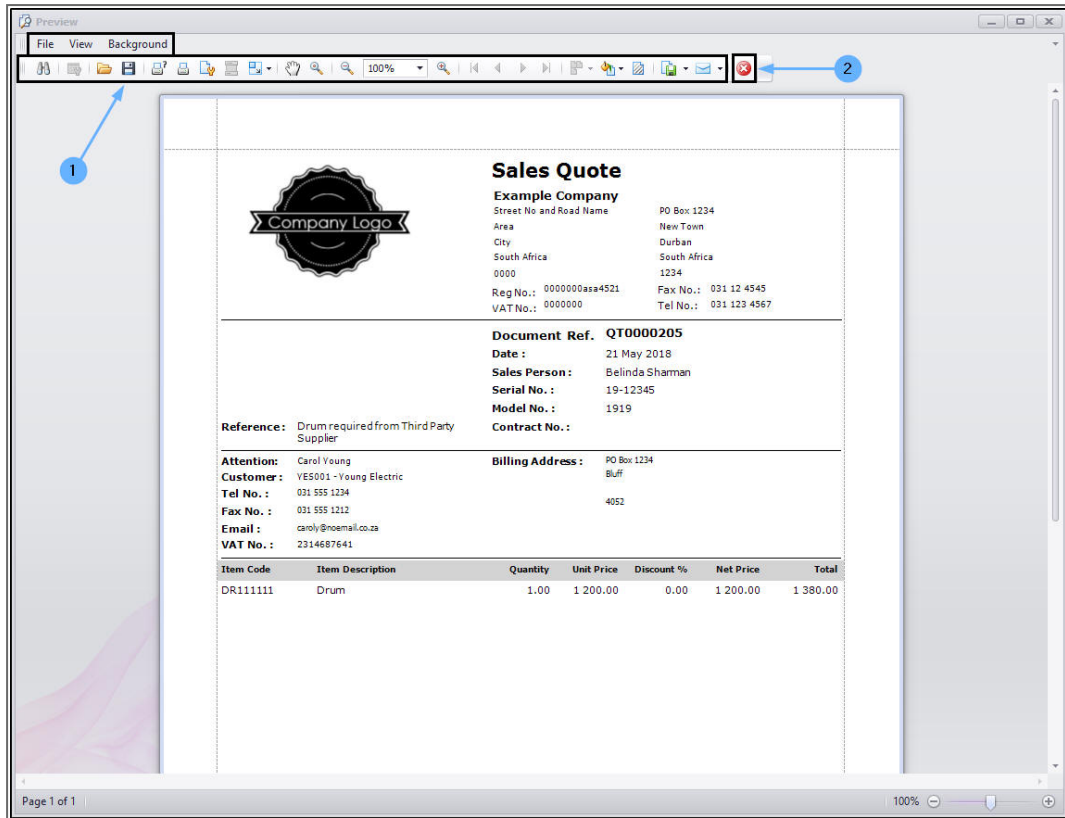 Preview
File View Background
100%
2
1
Company Logo
Sales Quote
Example Company
Street No and Road Name PO Box 1234
Area New Town
City Durban
South Africa South Africa
0000 1234
Reg No.: 0000000asa4521 Fax No.: 031 12 4545
VAT No.: 0000000 Tel No.: 031 123 4567
Document Ref. QT0000205
Date : 21 May 2018
Sales Person : Belinda Sharman
Serial No. : 19-12345
Model No. : 1919
Reference : Drum required from Third Party Contract No. :
Supplier
Attention: Carol Young Billing Address : PO Box 1234
Customer : YES001 - Young Electric Bluff
Tel No. : 031 555 1234
4052
Fax No. : 031 555 1212
Email : caroly@noemail.co.za
VAT No. : 2314687641
Item Code Item Description Quantity Unit Price Discount % Net Price Total
DR111111 Drum 1.00 1 200.00 0.00 1 200.00 1 380.00
Page 1 of 1 100%